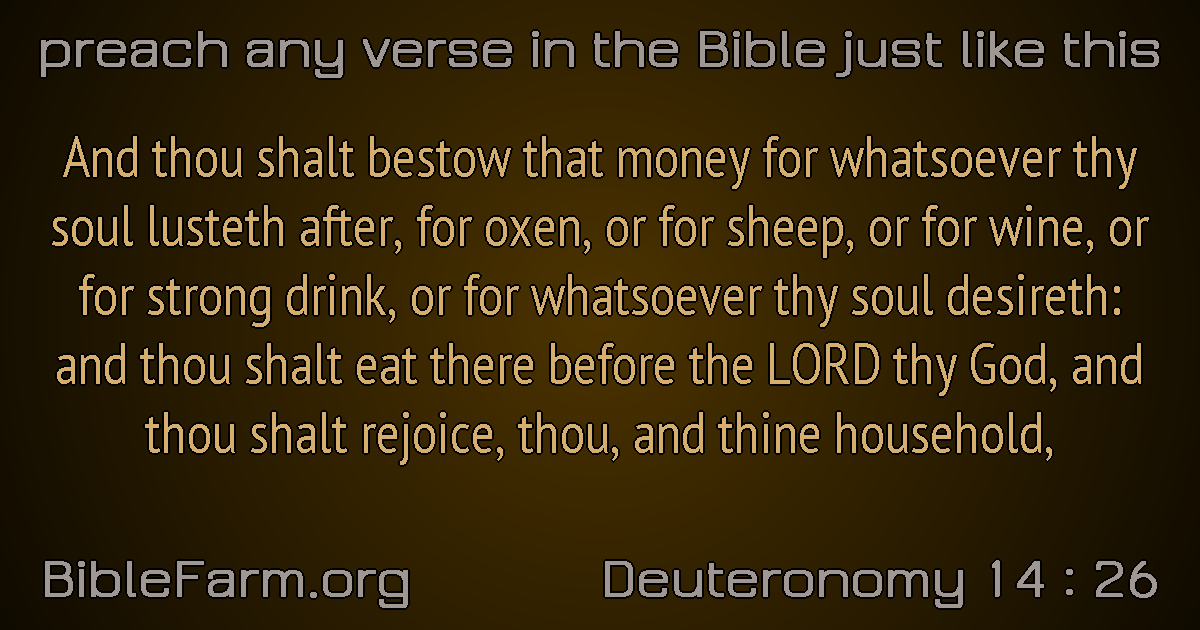 preach any verse in the Bible just like this
And thou shalt bestow that money for whatsoever thy
soul lusteth after, for oxen, or for sheep, or for wine, or
for strong drink, or for whatsoever thy soul desireth:
and thou shalt eat there before the LORD thy God, and
thou shalt rejoice, thou, and thine household,
BibleFarm.org
Deuteronomy 14 : 26